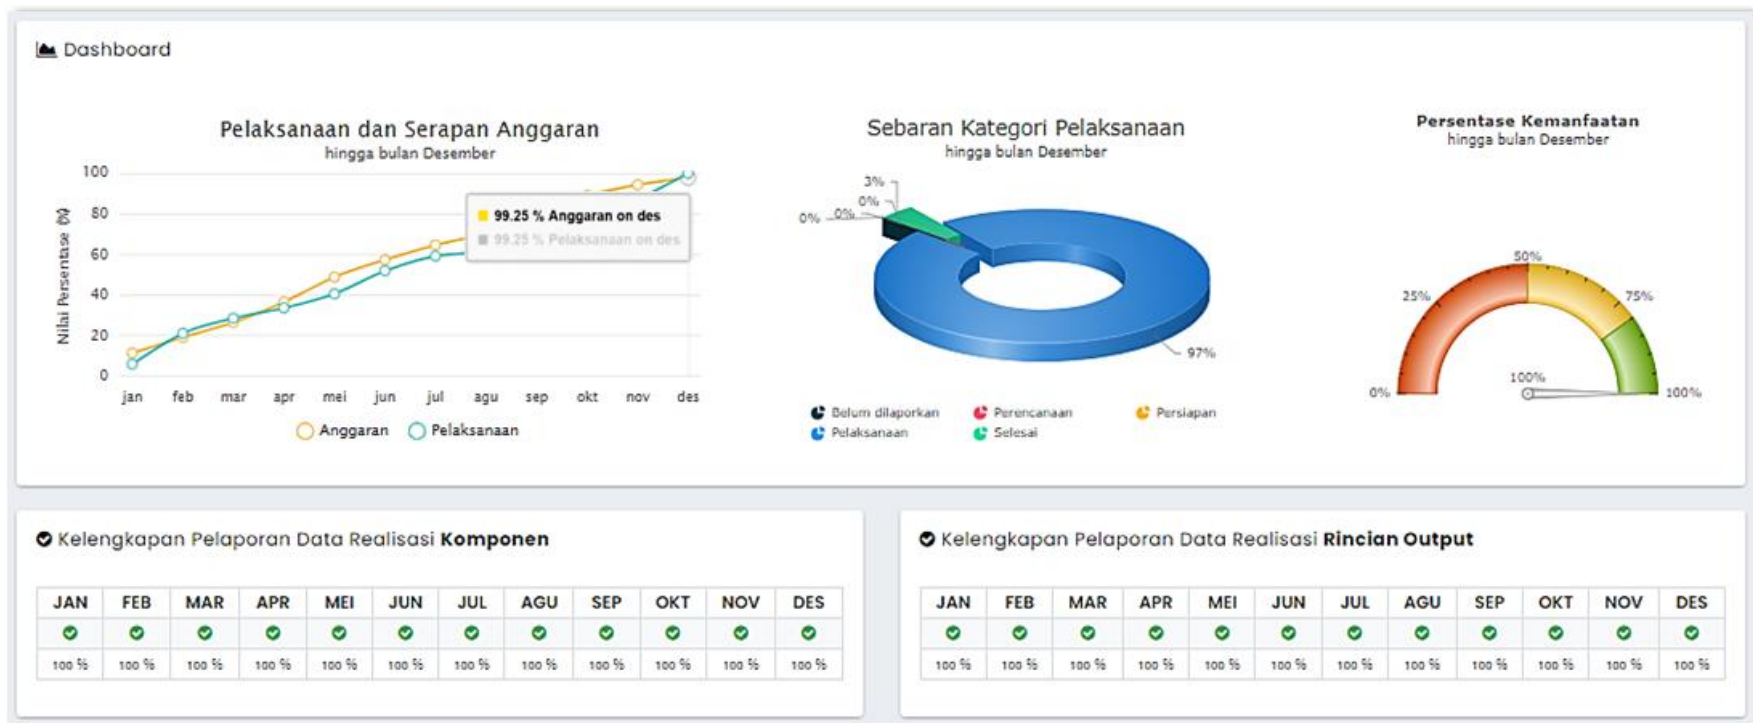 Dashboard
Pelaksanaan dan Serapan Anggaran
hingga bulan Desember
Nilai Persentase (%)
100
80
60
40
20
0
99.25 % Anggaran on des
99.25 % Pelaksanaan on des
jan feb mar apr mei jun jul agu sep okt nov des
Anggaran Pelaksanaan
Sebaran Kategori Pelaksanaan
hingga bulan Desember
3%
0%
0% 0%
97%
Belum dilaporkan Perencanaan Persiapan
Pelaksanaan Selesai
Persentase Kemanfaatan
hingga bulan Desember
50%
25% 75%
100%
0% 100%
Kelengkapan Pelaporan Data Realisasi Komponen
JAN FEB MAR APR MEI JUN JUL AGU SEP OKT NOV DES
100 % 100 % 100 % 100 % 100 % 100 % 100 % 100 % 100 % 100 % 100 % 100 %
Kelengkapan Pelaporan Data Realisasi Rincian Output
JAN FEB MAR APR MEI JUN JUL AGU SEP OKT NOV DES
100 % 100 % 100 % 100 % 100 % 100 % 100 % 100 % 100 % 100 % 100 % 100 %